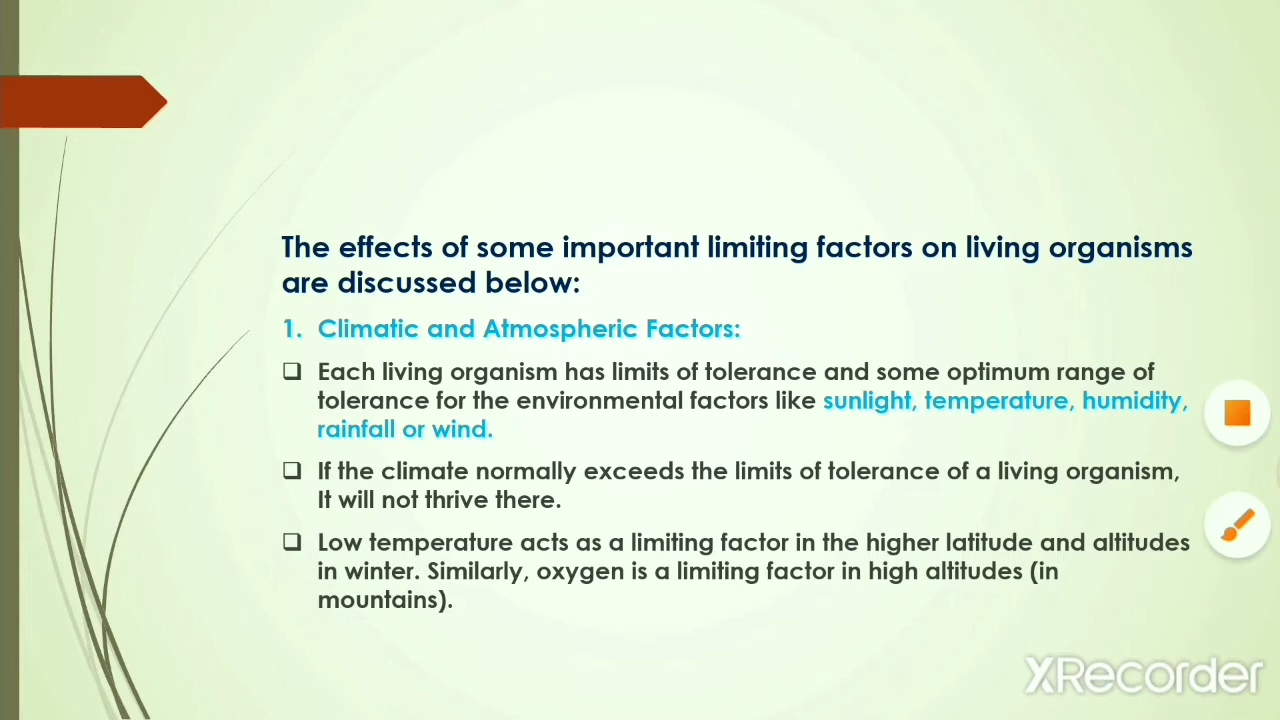 The effects of some important limiting factors on living organisms
are discussed below:
1. Climatic and Atmospheric Factors:
❑ Each living organism has limits of tolerance and some optimum range of
tolerance for the environmental factors like sunlight, temperature, humidity,
rainfall or wind.
❑ If the climate normally exceeds the limits of tolerance of a living organism,
It will not thrive there.
❑ Low temperature acts as a limiting factor in the higher latitude and altitudes
in winter. Similarly, oxygen is a limiting factor in high altitudes (in
mountains).
XRecorder